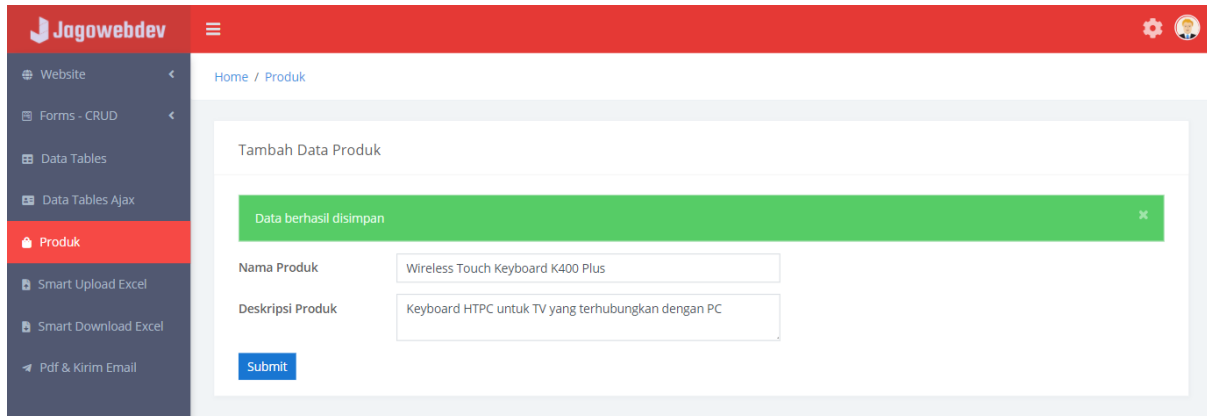 Jagowebdev
Website
Forms - CRUD
Data Tables
Data Tables Ajax
Produk
Smart Upload Excel
Smart Download Excel
Pdf & Kirim Email
Home / Produk
Tambah Data Produk
Data berhasil disimpan
Nama Produk Wireless Touch Keyboard K400 Plus
Deskripsi Produk Keyboard HTPC untuk TV yang terhubungkan dengan PC
Submit